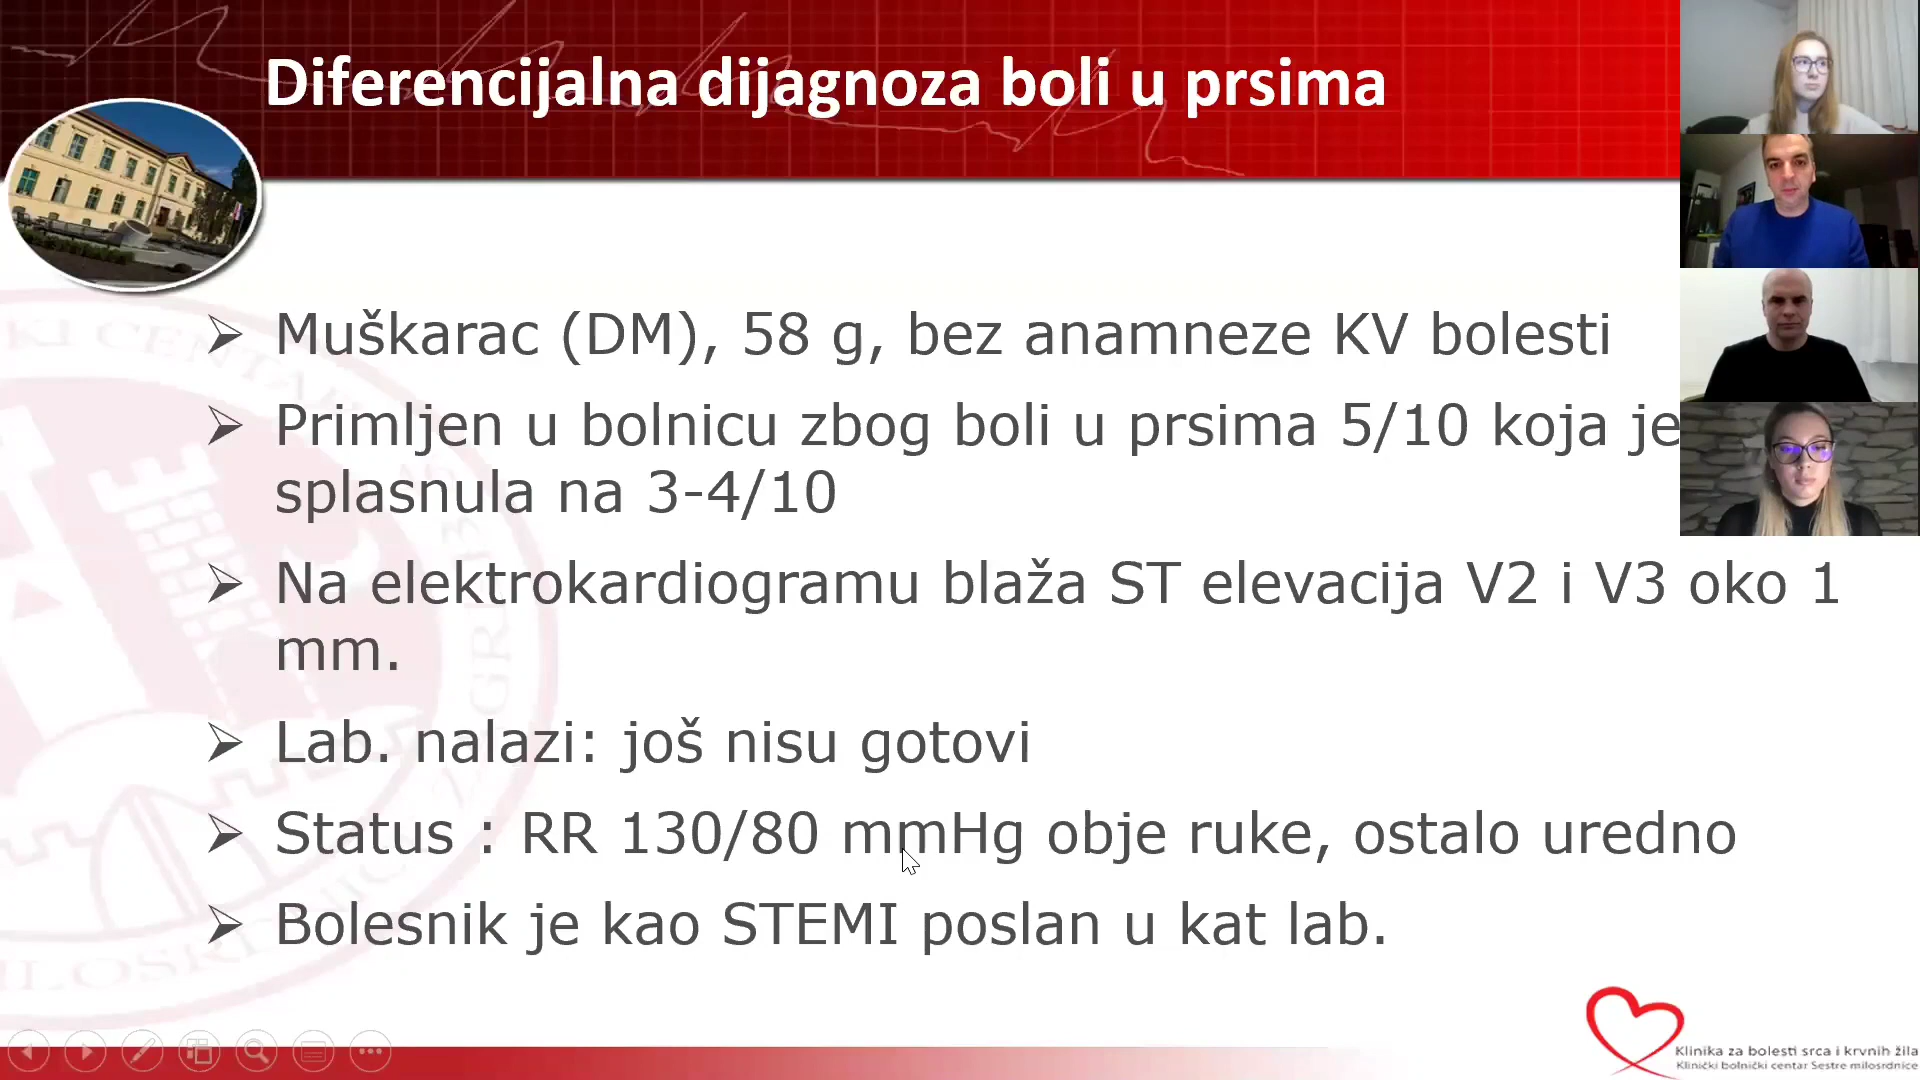 Diferencijalna dijagnoza boli u prsima
Muškarac (DM), 58 g, bez anamneze KV bolesti
Primljen u bolnicu zbog boli u prsima 5/10 koja je
splasnula na 3-4/10
Na elektrokardiogramu blaža ST elevacija V2 i V3 oko 1
mm.
Lab. nalazi: još nisu gotovi
Status : RR 130/80 mmHg obje ruke, ostalo uredno
Bolesnik je kao STEMI poslan u kat lab.
Klinika za bolesti srca i krvnih žila
Klinički bolnički centar Sestre milosrdnice